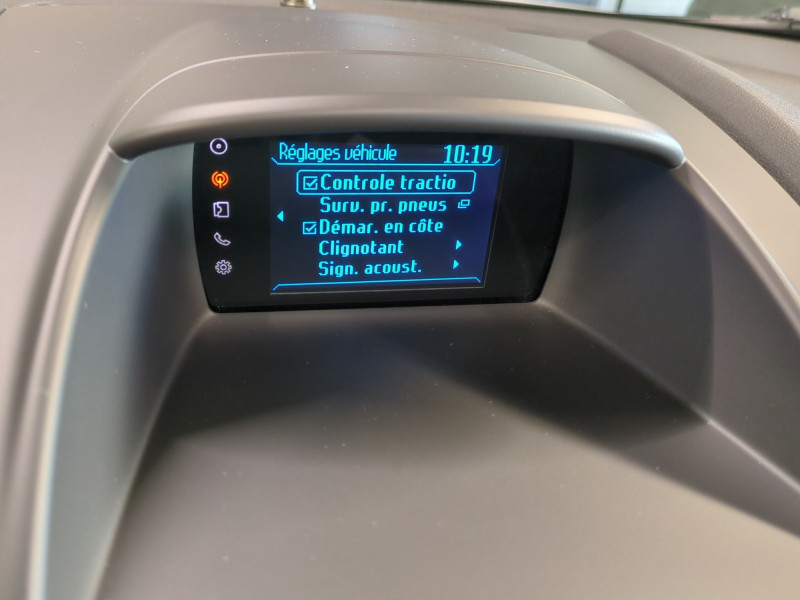 Réglages véhicule 10:19
Controle tractio
Surv. pr. pneus
Démar. en côte
Clignotant
Sign. acoust.